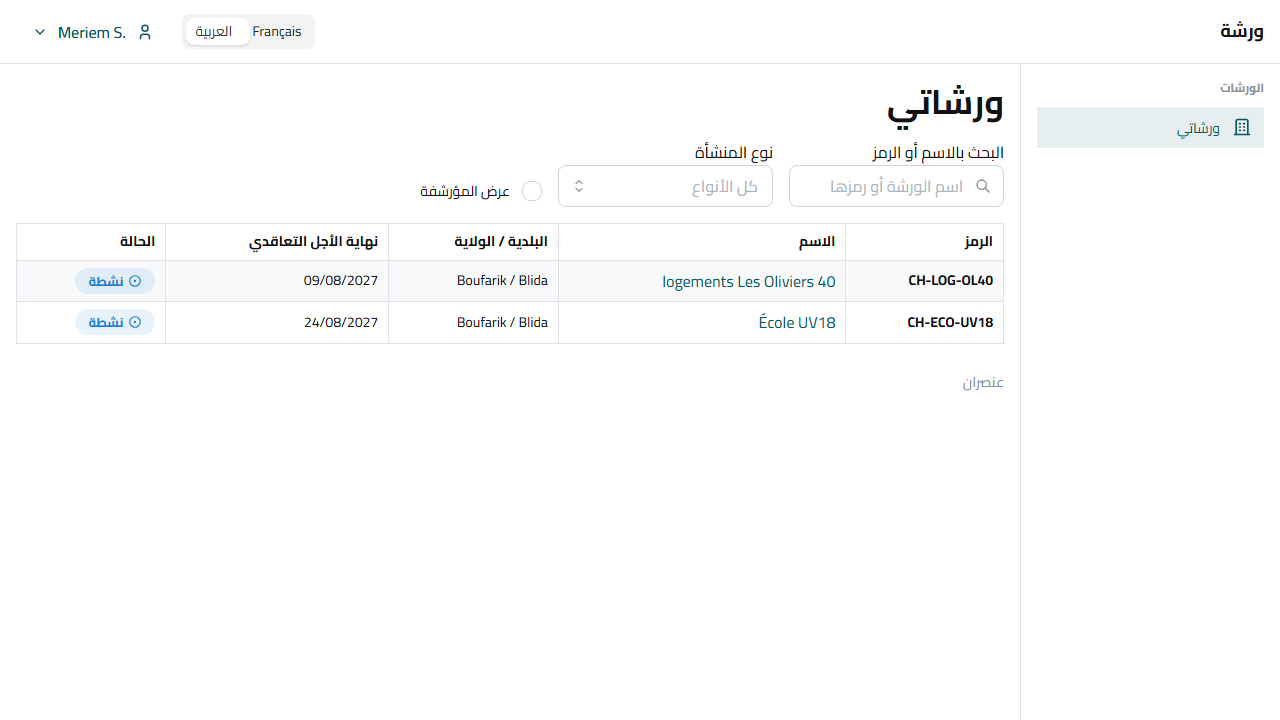 ورشة
العربية Français
Meriem S.
الورشات
ورشاتي
ورشاتي
البحث بالاسم أو الرمز
اسم الورشة أو رمزها
نوع المنشأة
كل الأنواع
عرض المؤرشفة
الرمز الاسم البلدية / الولاية نهاية الأجل التعاقدي الحالة
CH-LOG-OL40 logements Les Oliviers 40 Boufarik / Blida 09/08/2027 نشطة
CH-ECO-UV18 École UV18 Boufarik / Blida 24/08/2027 نشطة
عنصران